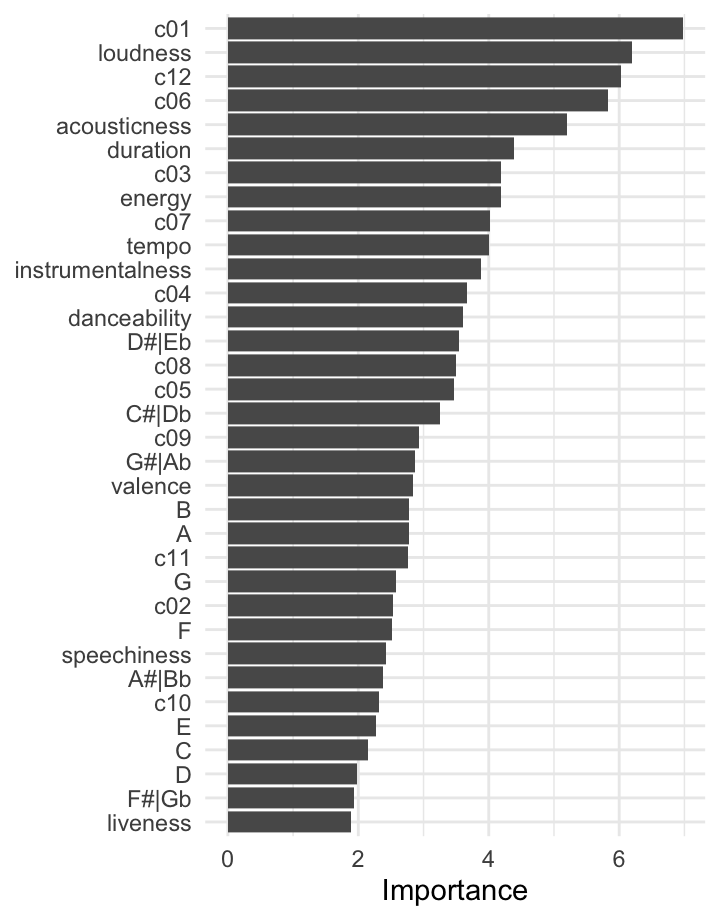 c01
loudness
c12
c06
acousticness
duration
c03
energy
c07
tempo
instrumentalness
c04
danceability
D#|Eb
c08
c05
C#|Db
c09
G#|Ab
valence
B
A
c11
G
c02
F
speechiness
A#|Bb
c10
E
C
D
F#|Gb
liveness
0 2 4 6
Importance